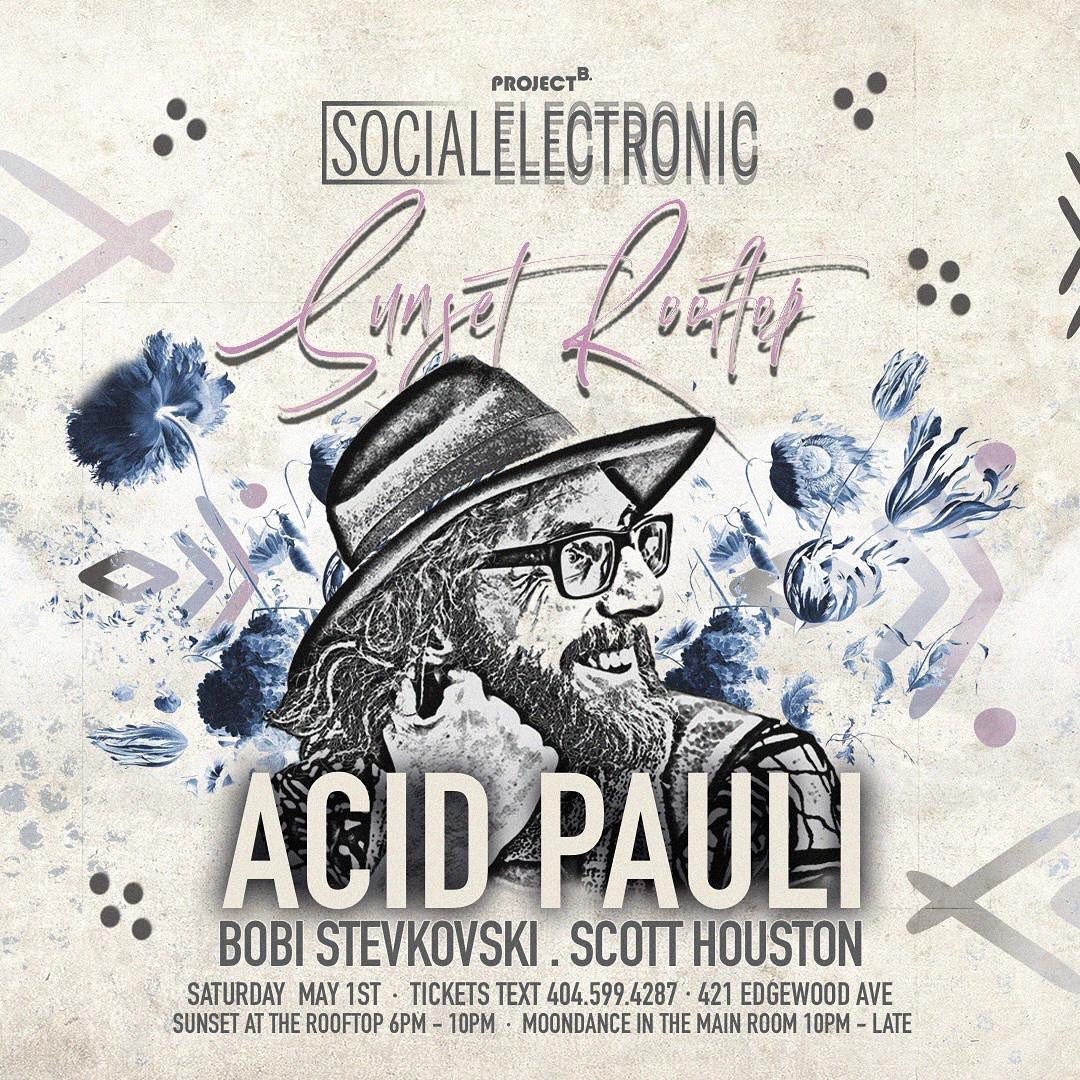 PROJECT B.
SOCIALELECTRONIC
Sunset Rooftop
ACID PAULI
BOBI STEVKOVSKI . SCOTT HOUSTON
SATURDAY MAY 1ST · TICKETS TEXT 404.599.4287 · 421 EDGEWOOD AVE
SUNSET AT THE ROOFTOP 6PM - 10PM · MOONDANCE IN THE MAIN ROOM 10PM - LATE